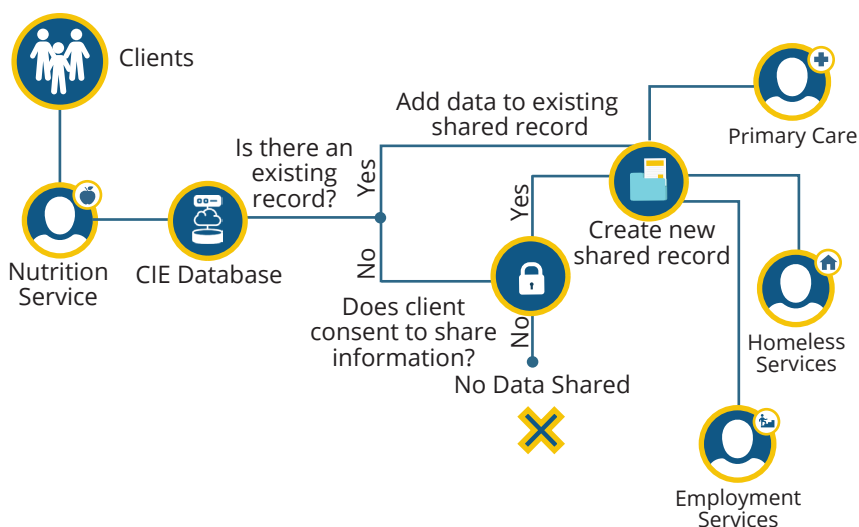 Clients
Nutrition
Service
CIE Database
Is there an
existing
record?
Yes
No
Add data to existing
shared record
Does client
consent to share
information?
Yes
No
No Data Shared
Create new
shared record
Primary Care
Homeless
Services
Employment
Services